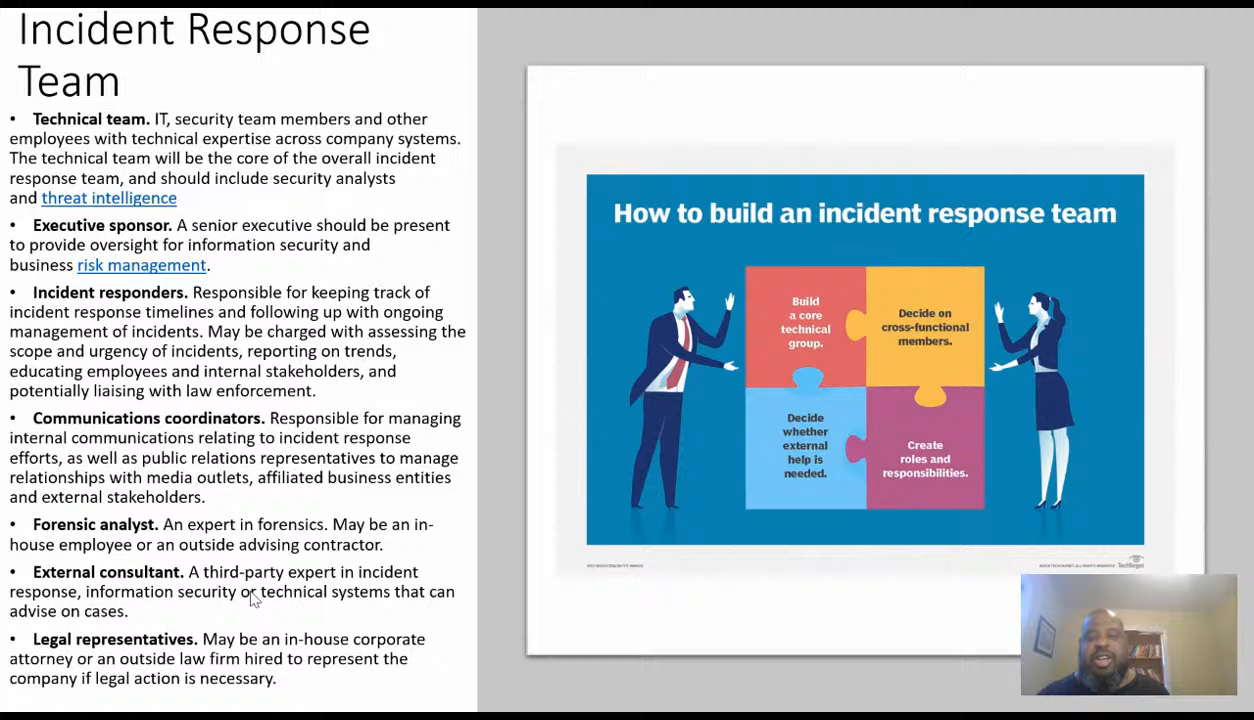 Incident Response
Team
• Technical team. IT, security team members and other
employees with technical expertise across company systems.
The technical team will be the core of the overall incident
response team, and should include security analysts
and threat intelligence
• Executive sponsor. A senior executive should be present
to provide oversight for information security and
business risk management.
• Incident responders. Responsible for keeping track of
incident response timelines and following up with ongoing
management of incidents. May be charged with assessing the
scope and urgency of incidents, reporting on trends,
educating employees and internal stakeholders, and
potentially liaising with law enforcement.
• Communications coordinators. Responsible for managing
internal communications relating to incident response
efforts, as well as public relations representatives to manage
relationships with media outlets, affiliated business entities
and external stakeholders.
• Forensic analyst. An expert in forensics. May be an in-
house employee or an outside advising contractor.
• External consultant. A third-party expert in incident
response, information security or technical systems that can
advise on cases.
• Legal representatives. May be an in-house corporate
attorney or an outside law firm hired to represent the
company if legal action is necessary.
How to build an incident response team
Build
a core
technical
group.
Decide on
cross-functional
members.
Decide
whether
external
help is
needed.
Create
roles and
responsibilities.
TechTarget